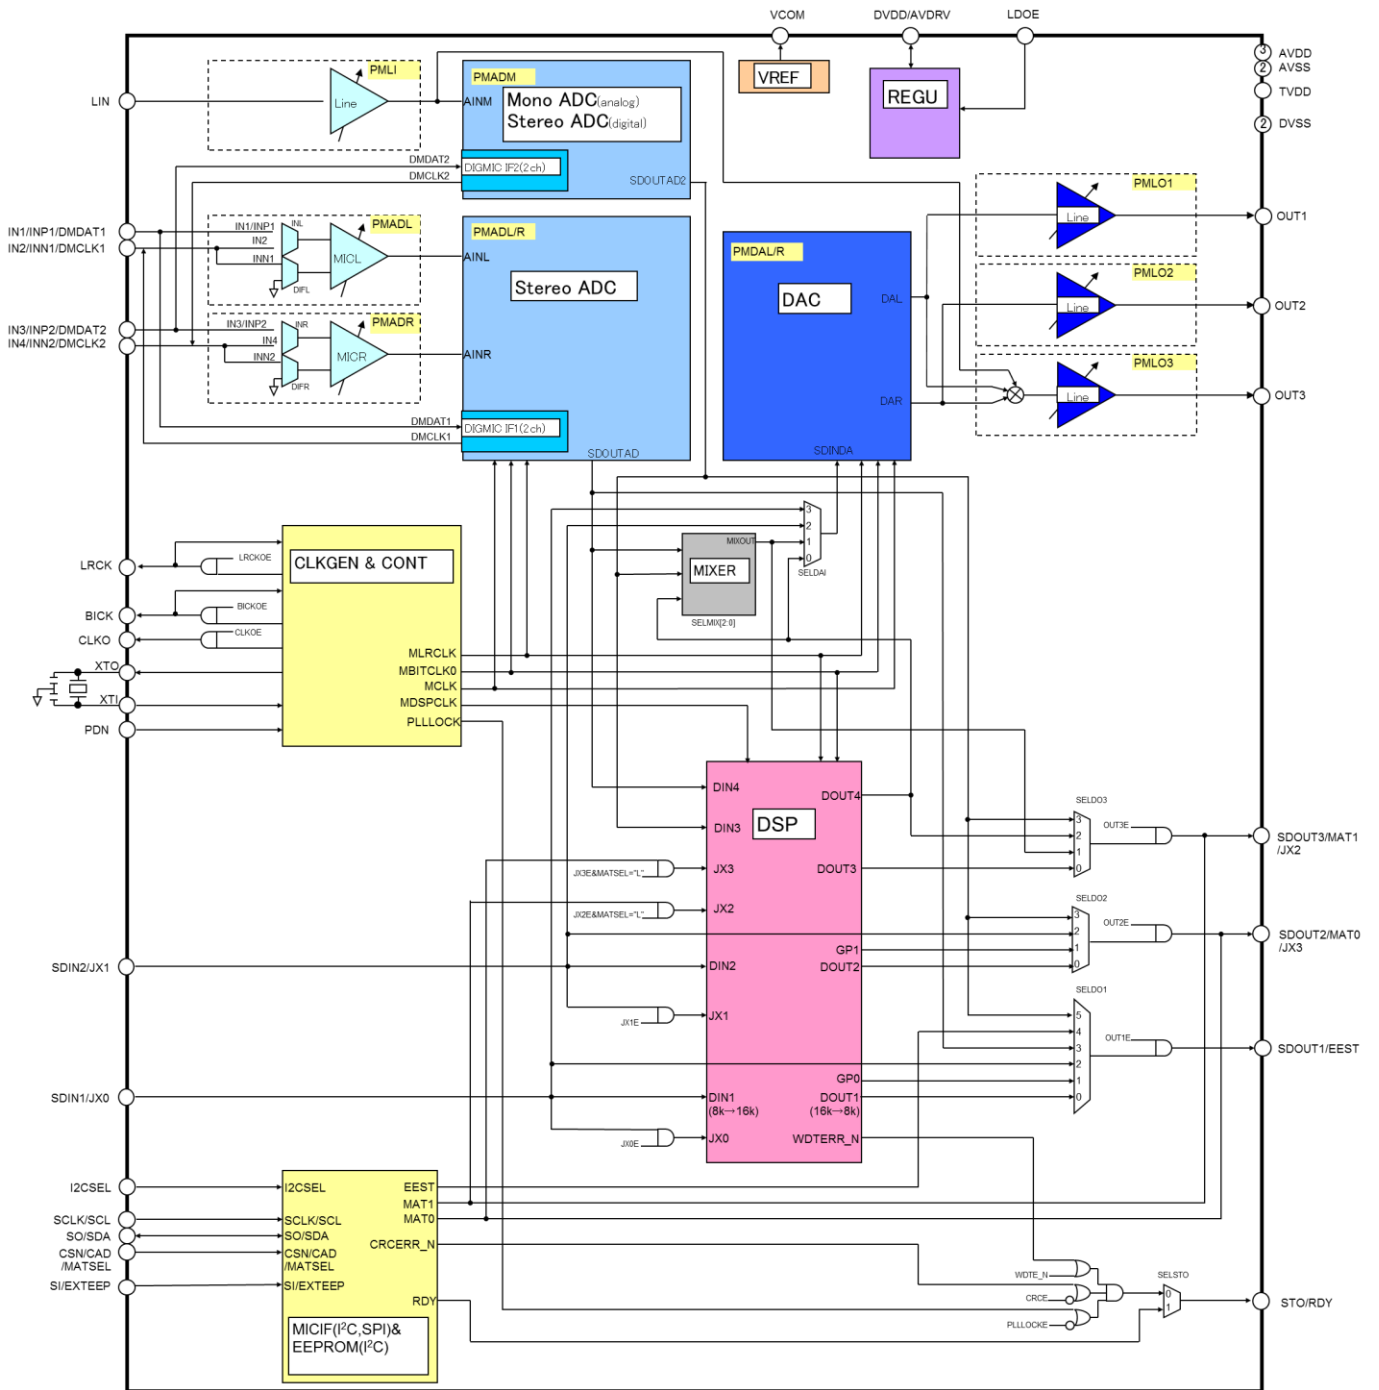 VCOM
DVDD/AVDRV
LDOE
AVDD
3
AVSS
2
TVDD
DVSS
2
LIN
PMLI
Line
PMADM
AINM
Mono ADC(analog)
Stereo ADC(digital)
DMDAT2
DMCLK2
DIGMIC IF2(2ch)
SDOUTAD2
VREF
REGU
IN1/INP1/DMDAT1
IN2/INN1/DMCLK1
IN1/INP1
IN2
INN1
INL
DIFL
PMADL
MICL
PMADL/R
AINL
Stereo ADC
IN3/INP2/DMDAT2
IN4/INN2/DMCLK2
IN3/INP2
IN4
INN2
INR
DIFR
PMADR
MICR
AINR
DMDAT1
DMCLK1
DIGMIC IF1(2ch)
SDOUTAD
PMDAL/R
DAC
DAL
DAR
SDINDA
PMLO1
Line
OUT1
PMLO2
Line
OUT2
PMLO3
Line
OUT3
3
2
1
0
SELDAI
MIXOUT
MIXER
SELMIX[2:0]
LRCK
LRCKOE
BICK
BICKOE
CLKO
CLKOE
XTO
XTI
PDN
CLKGEN & CONT
MLRCLK
MBITCLK0
MCLK
MDSPCLK
PLLLOCK
DSP
DIN4
DIN3
JX3
JX2
DIN2
JX1
DIN1
(8k→16k)
JX0
DOUT4
DOUT3
GP1
DOUT2
GP0
DOUT1
(16k→8k)
WDTERR_N
JX3E&MATSEL="L"
JX2E&MATSEL="L"
JX1E
JX0E
SDIN2/JX1
SDIN1/JX0
SELDO3
3
2
1
0
OUT3E
SDOUT3/MAT1
/JX2
SELDO2
3
2
1
0
OUT2E
SDOUT2/MAT0
/JX3
SELDO1
5
4
3
2
1
0
OUT1E
SDOUT1/EEST
I2CSEL
SCLK/SCL
SO/SDA
CSN/CAD
/MATSEL
SI/EXTEEP
I2CSEL
SCLK/SCL
SO/SDA
CSN/CAD
/MATSEL
SI/EXTEEP
EEST
MAT1
MAT0
CRCERR_N
RDY
MICIF(I²C,SPI)&
EEPROM(I²C)
WDTE_N
CRCE
PLLLOCKE
SELSTO
0
1
STO/RDY